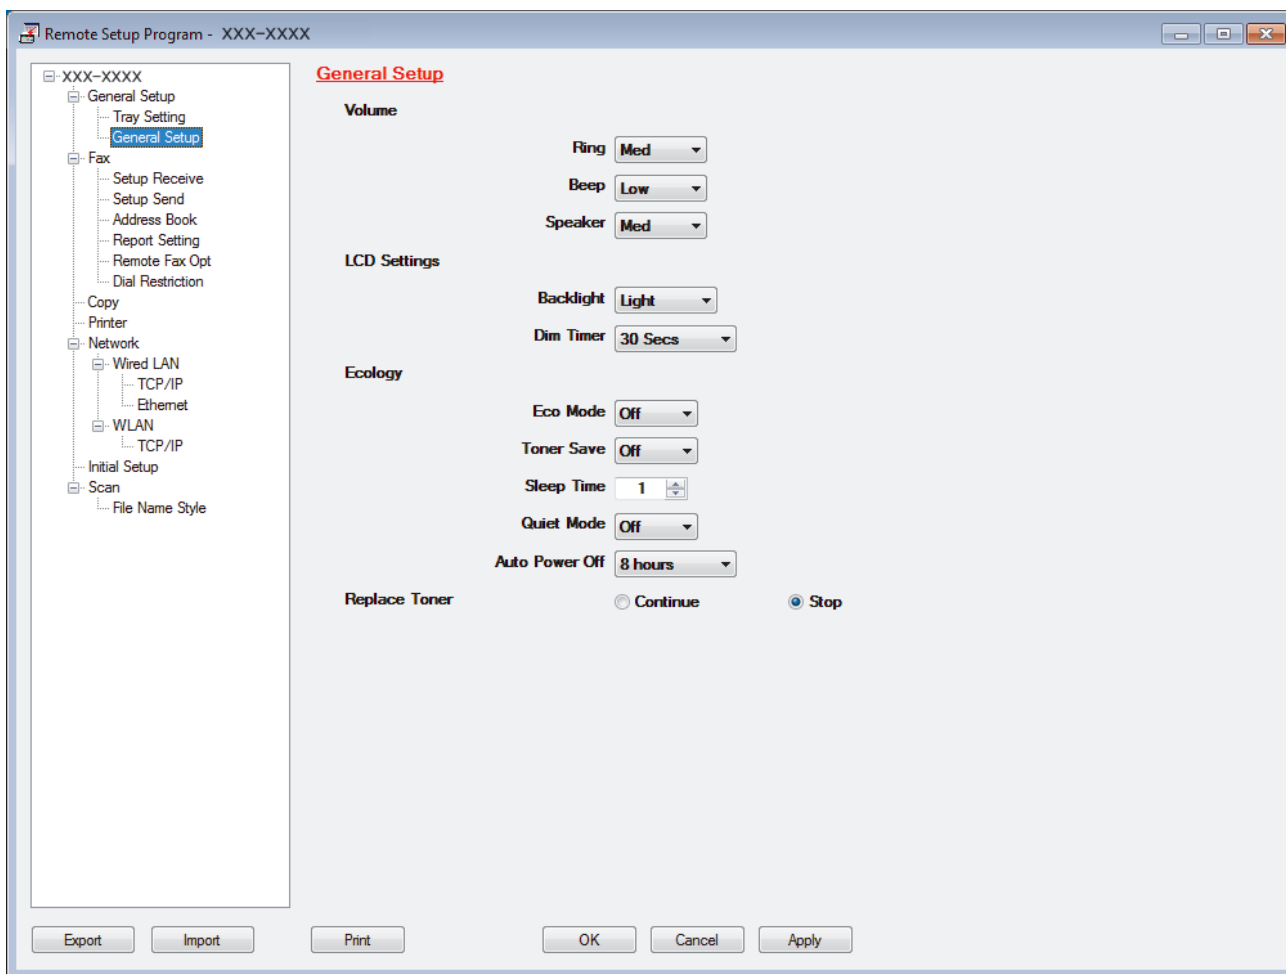 Remote Setup Program - XXX-XXXX
XXX-XXXX
General Setup
Tray Setting
General Setup
Fax
Setup Receive
Setup Send
Address Book
Report Setting
Remote Fax Opt
Dial Restriction
Copy
Printer
Network
Wired LAN
TCP/IP
Ethernet
WLAN
TCP/IP
Initial Setup
Scan
File Name Style
General Setup
Volume
Ring Med
Beep Low
Speaker Med
LCD Settings
Backlight Light
Dim Timer 30 Secs
Ecology
Eco Mode Off
Toner Save Off
Sleep Time 1
Quiet Mode Off
Auto Power Off 8 hours
Replace Toner Continue Stop
Export Import Print OK Cancel Apply